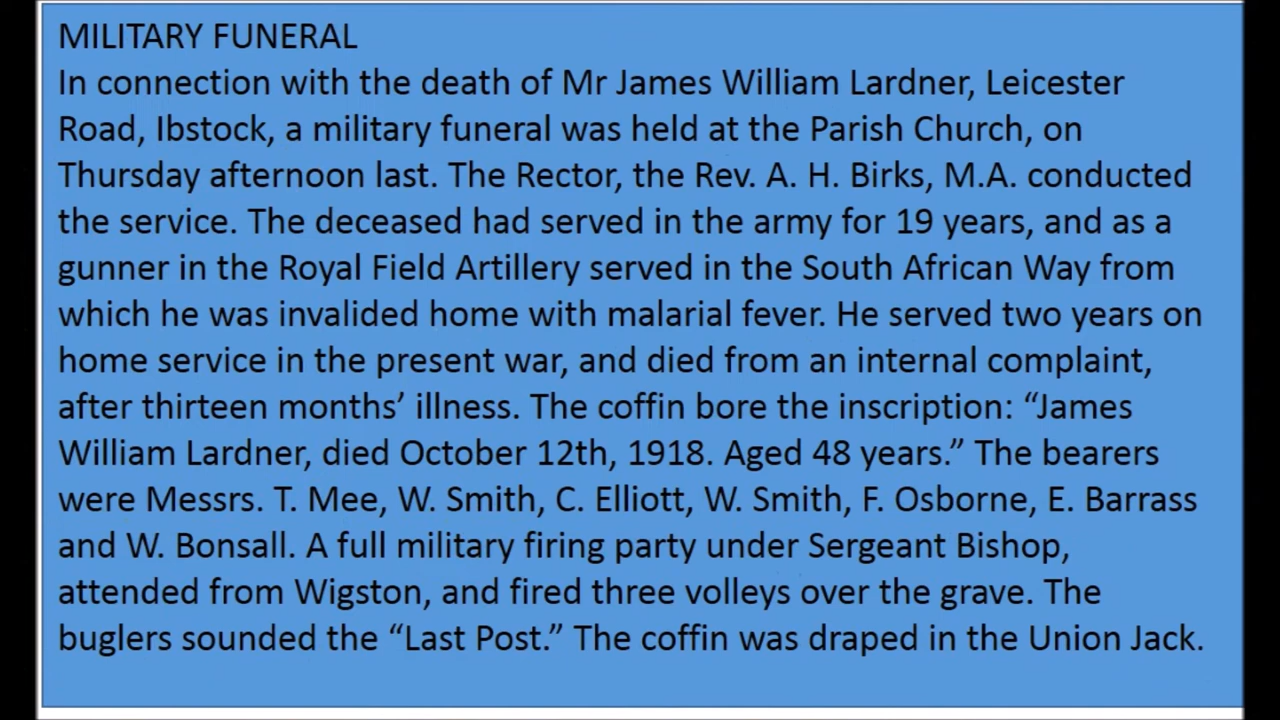 MILITARY FUNERAL
In connection with the death of Mr James William Lardner, Leicester
Road, Ibstock, a military funeral was held at the Parish Church, on
Thursday afternoon last. The Rector, the Rev. A. H. Birks, M.A. conducted
the service. The deceased had served in the army for 19 years, and as a
gunner in the Royal Field Artillery served in the South African Way from
which he was invalided home with malarial fever. He served two years on
home service in the present war, and died from an internal complaint,
after thirteen months’ illness. The coffin bore the inscription: “James
William Lardner, died October 12th, 1918. Aged 48 years.” The bearers
were Messrs. T. Mee, W. Smith, C. Elliott, W. Smith, F. Osborne, E. Barrass
and W. Bonsall. A full military firing party under Sergeant Bishop,
attended from Wigston, and fired three volleys over the grave. The
buglers sounded the “Last Post.” The coffin was draped in the Union Jack.